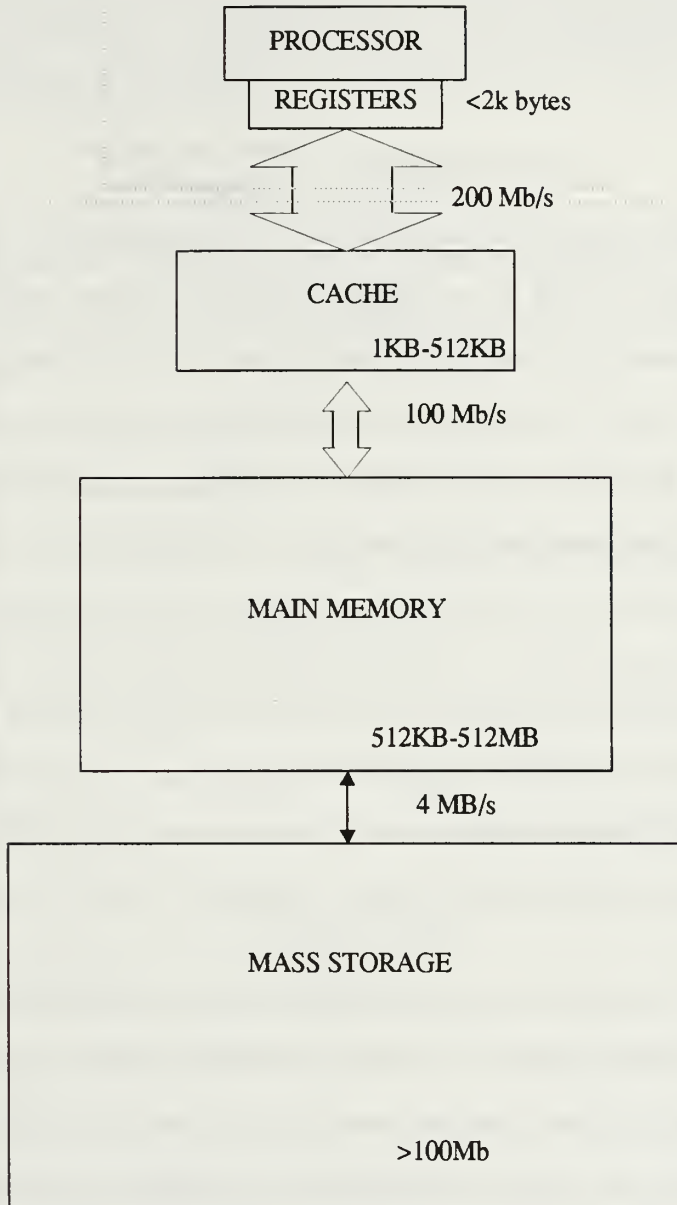 PROCESSOR
REGISTERS <2k bytes
200 Mb/s
CACHE
1KB-512KB
100 Mb/s
MAIN MEMORY
512KB-512MB
4 MB/s
MASS STORAGE
>100Mb